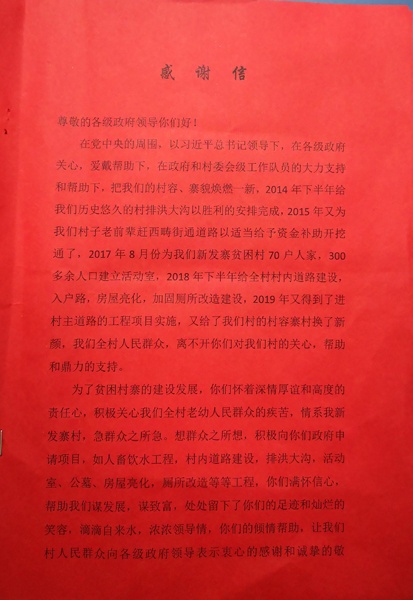 感 谢 信
尊敬的各级政府领导你们好！
在党中央的周围，以习近平总书记领导下，在各级政府
关心，爱戴帮助下，在政府和村委会级工作队员的大力支持
和帮助下，把我们的村容、寨貌焕燃一新，2014年下半年给
我们历史悠久的村排洪大沟以胜利的安排完成，2015年又为
我们村子老前辈赶西畴街通道路以适当给予资金补助开挖
通了，2017年8月份为我们新发寨贫困村70户人家，300
多余人口建立活动室，2018年下半年给全村村内道路建设，
入户路，房屋亮化，加固厕所改造建设，2019年又得到了进
村主道路的工程项目实施，又给了我们村的村容寨村换了新
颜，我们全村人民群众，离不开你们对我们村的关心，帮助
和鼎力的支持。
为了贫困村寨的建设发展，你们怀着深情厚谊和高度的
责任心，积极关心我们全村老幼人民群众的疾苦，情系我新
发寨村，急群众之所急。想群众之所想，积极向你们政府申
请项目，如人畜饮水工程，村内道路建设，排洪大沟，活动
室、公墓、房屋亮化，厕所改造等等工程，你们满怀信心，
帮助我们谋发展，谋致富，处处留下了你们的足迹和灿烂的
笑容，滴滴自来水，浓浓领导情，你们的倾情帮助，让我们
村人民群众向各级政府领导表示衷心的感谢和诚挚的敬